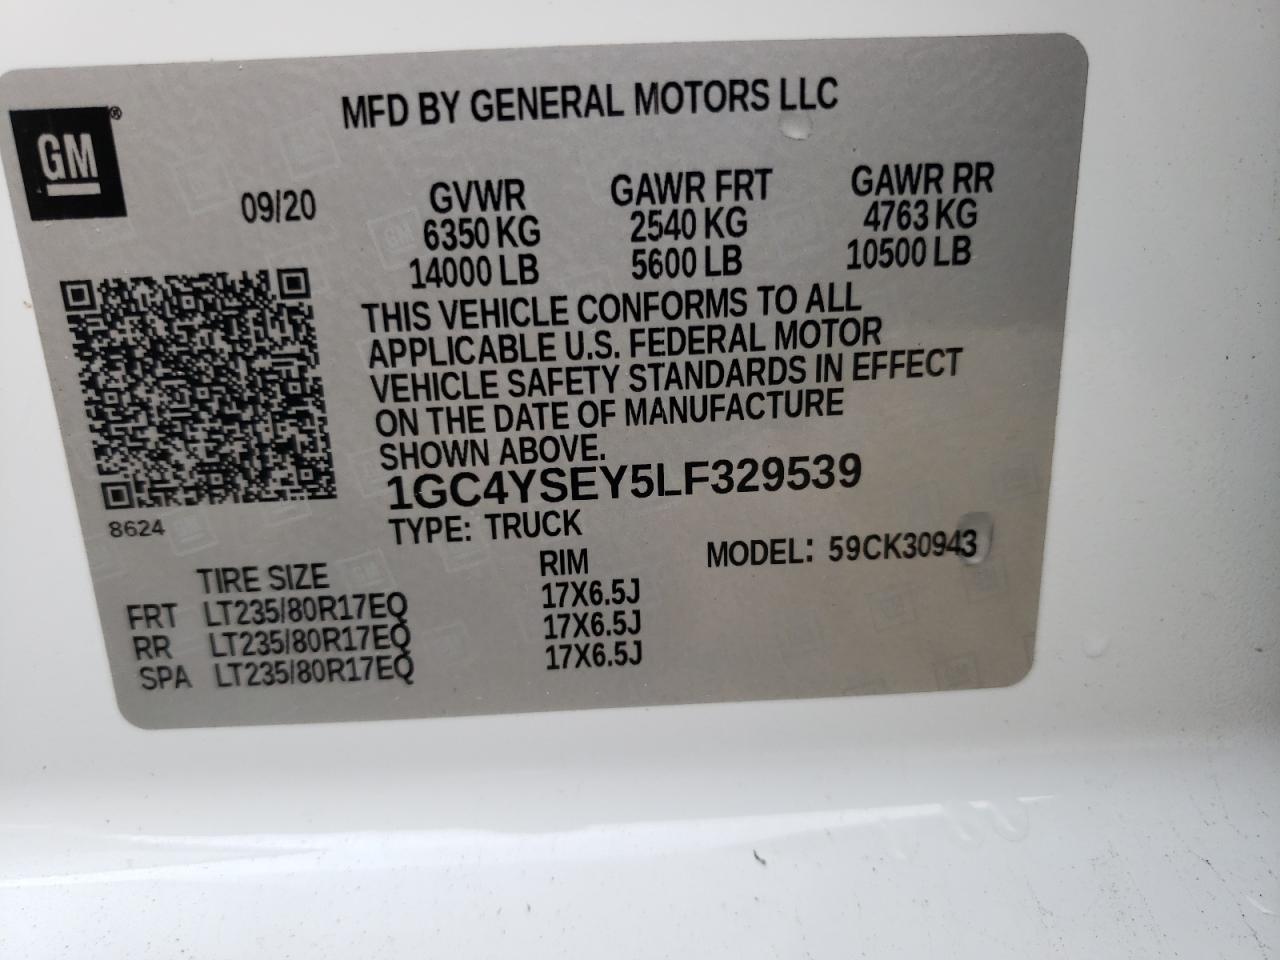 MFD BY GENERAL MOTORS LLC
GM®
09/20
GVWR GAWR FRT GAWR RR
6350 KG 2540 KG 4763 KG
14000 LB 5600 LB 10500 LB
THIS VEHICLE CONFORMS TO ALL
APPLICABLE U.S. FEDERAL MOTOR
VEHICLE SAFETY STANDARDS IN EFFECT
ON THE DATE OF MANUFACTURE
SHOWN ABOVE.
1GC4YSEY5LF329539
8624
TYPE: TRUCK
MODEL: 59CK30943
TIRE SIZE RIM
FRT LT235/80R17EQ 17X6.5J
RR LT235/80R17EQ 17X6.5J
SPA LT235/80R17EQ 17X6.5J